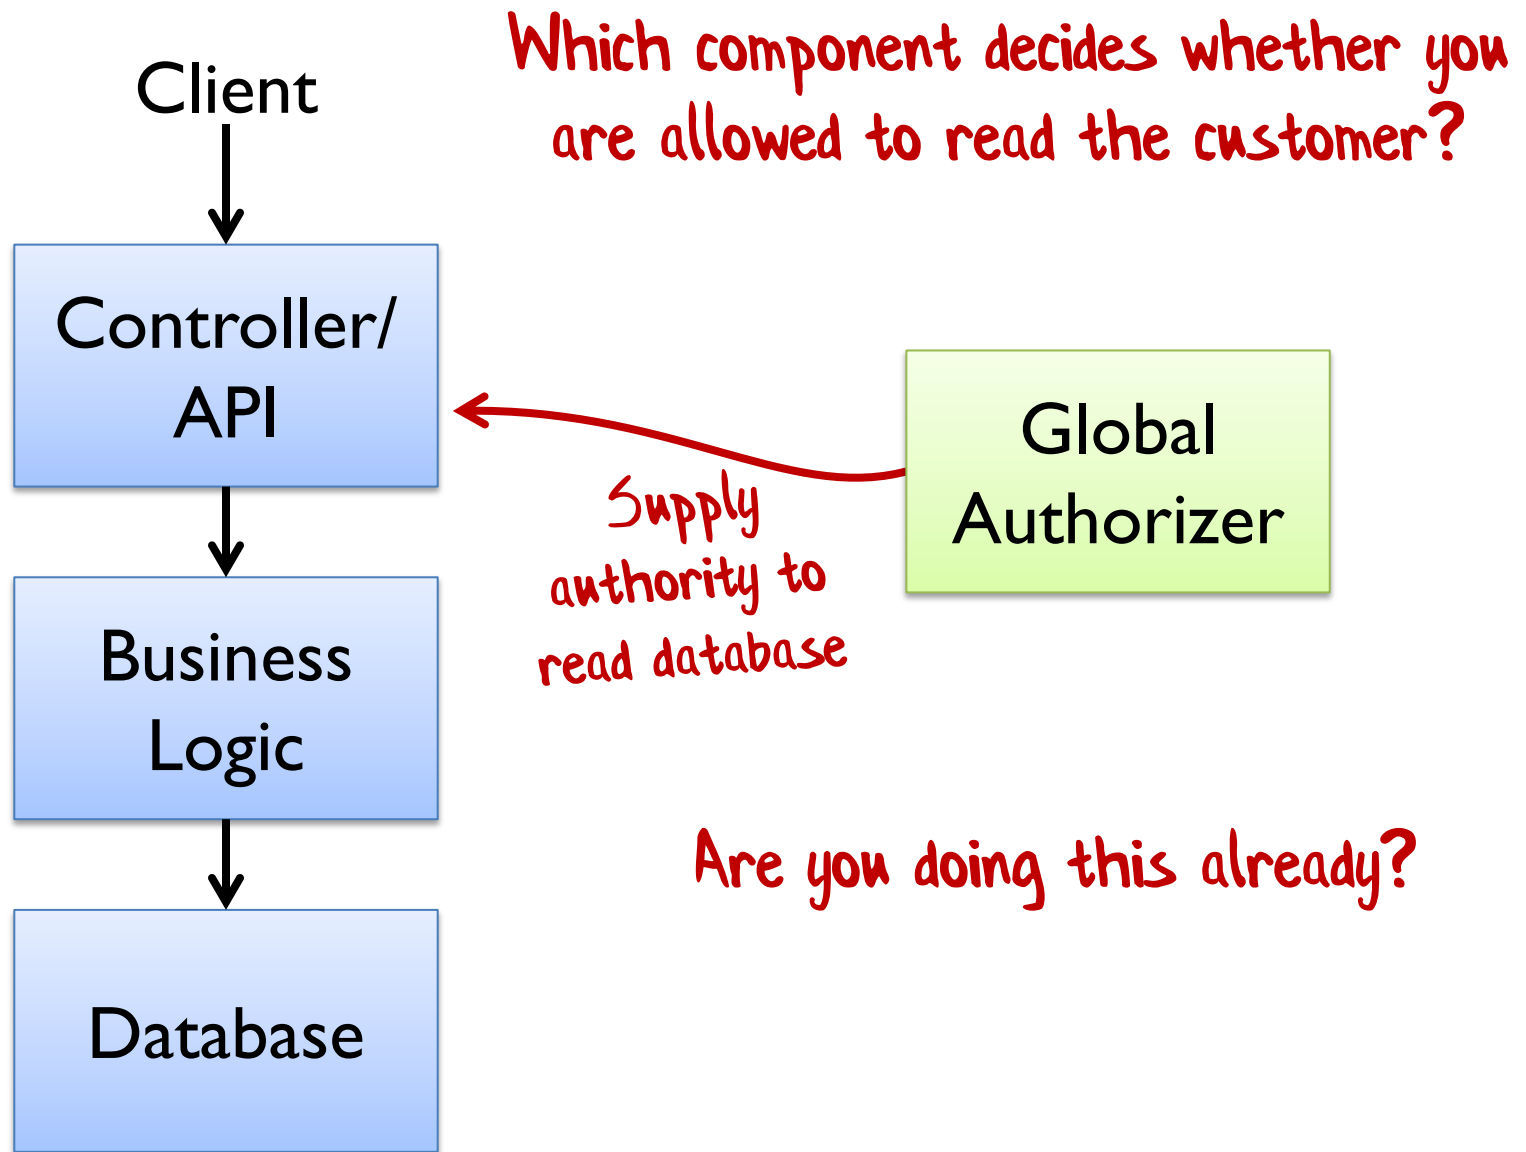 Which component decides whether you
are allowed to read the customer?
Client
Controller/
API
Global
Authorizer
Supply
authority to
read database
Business
Logic
Are you doing this already?
Database